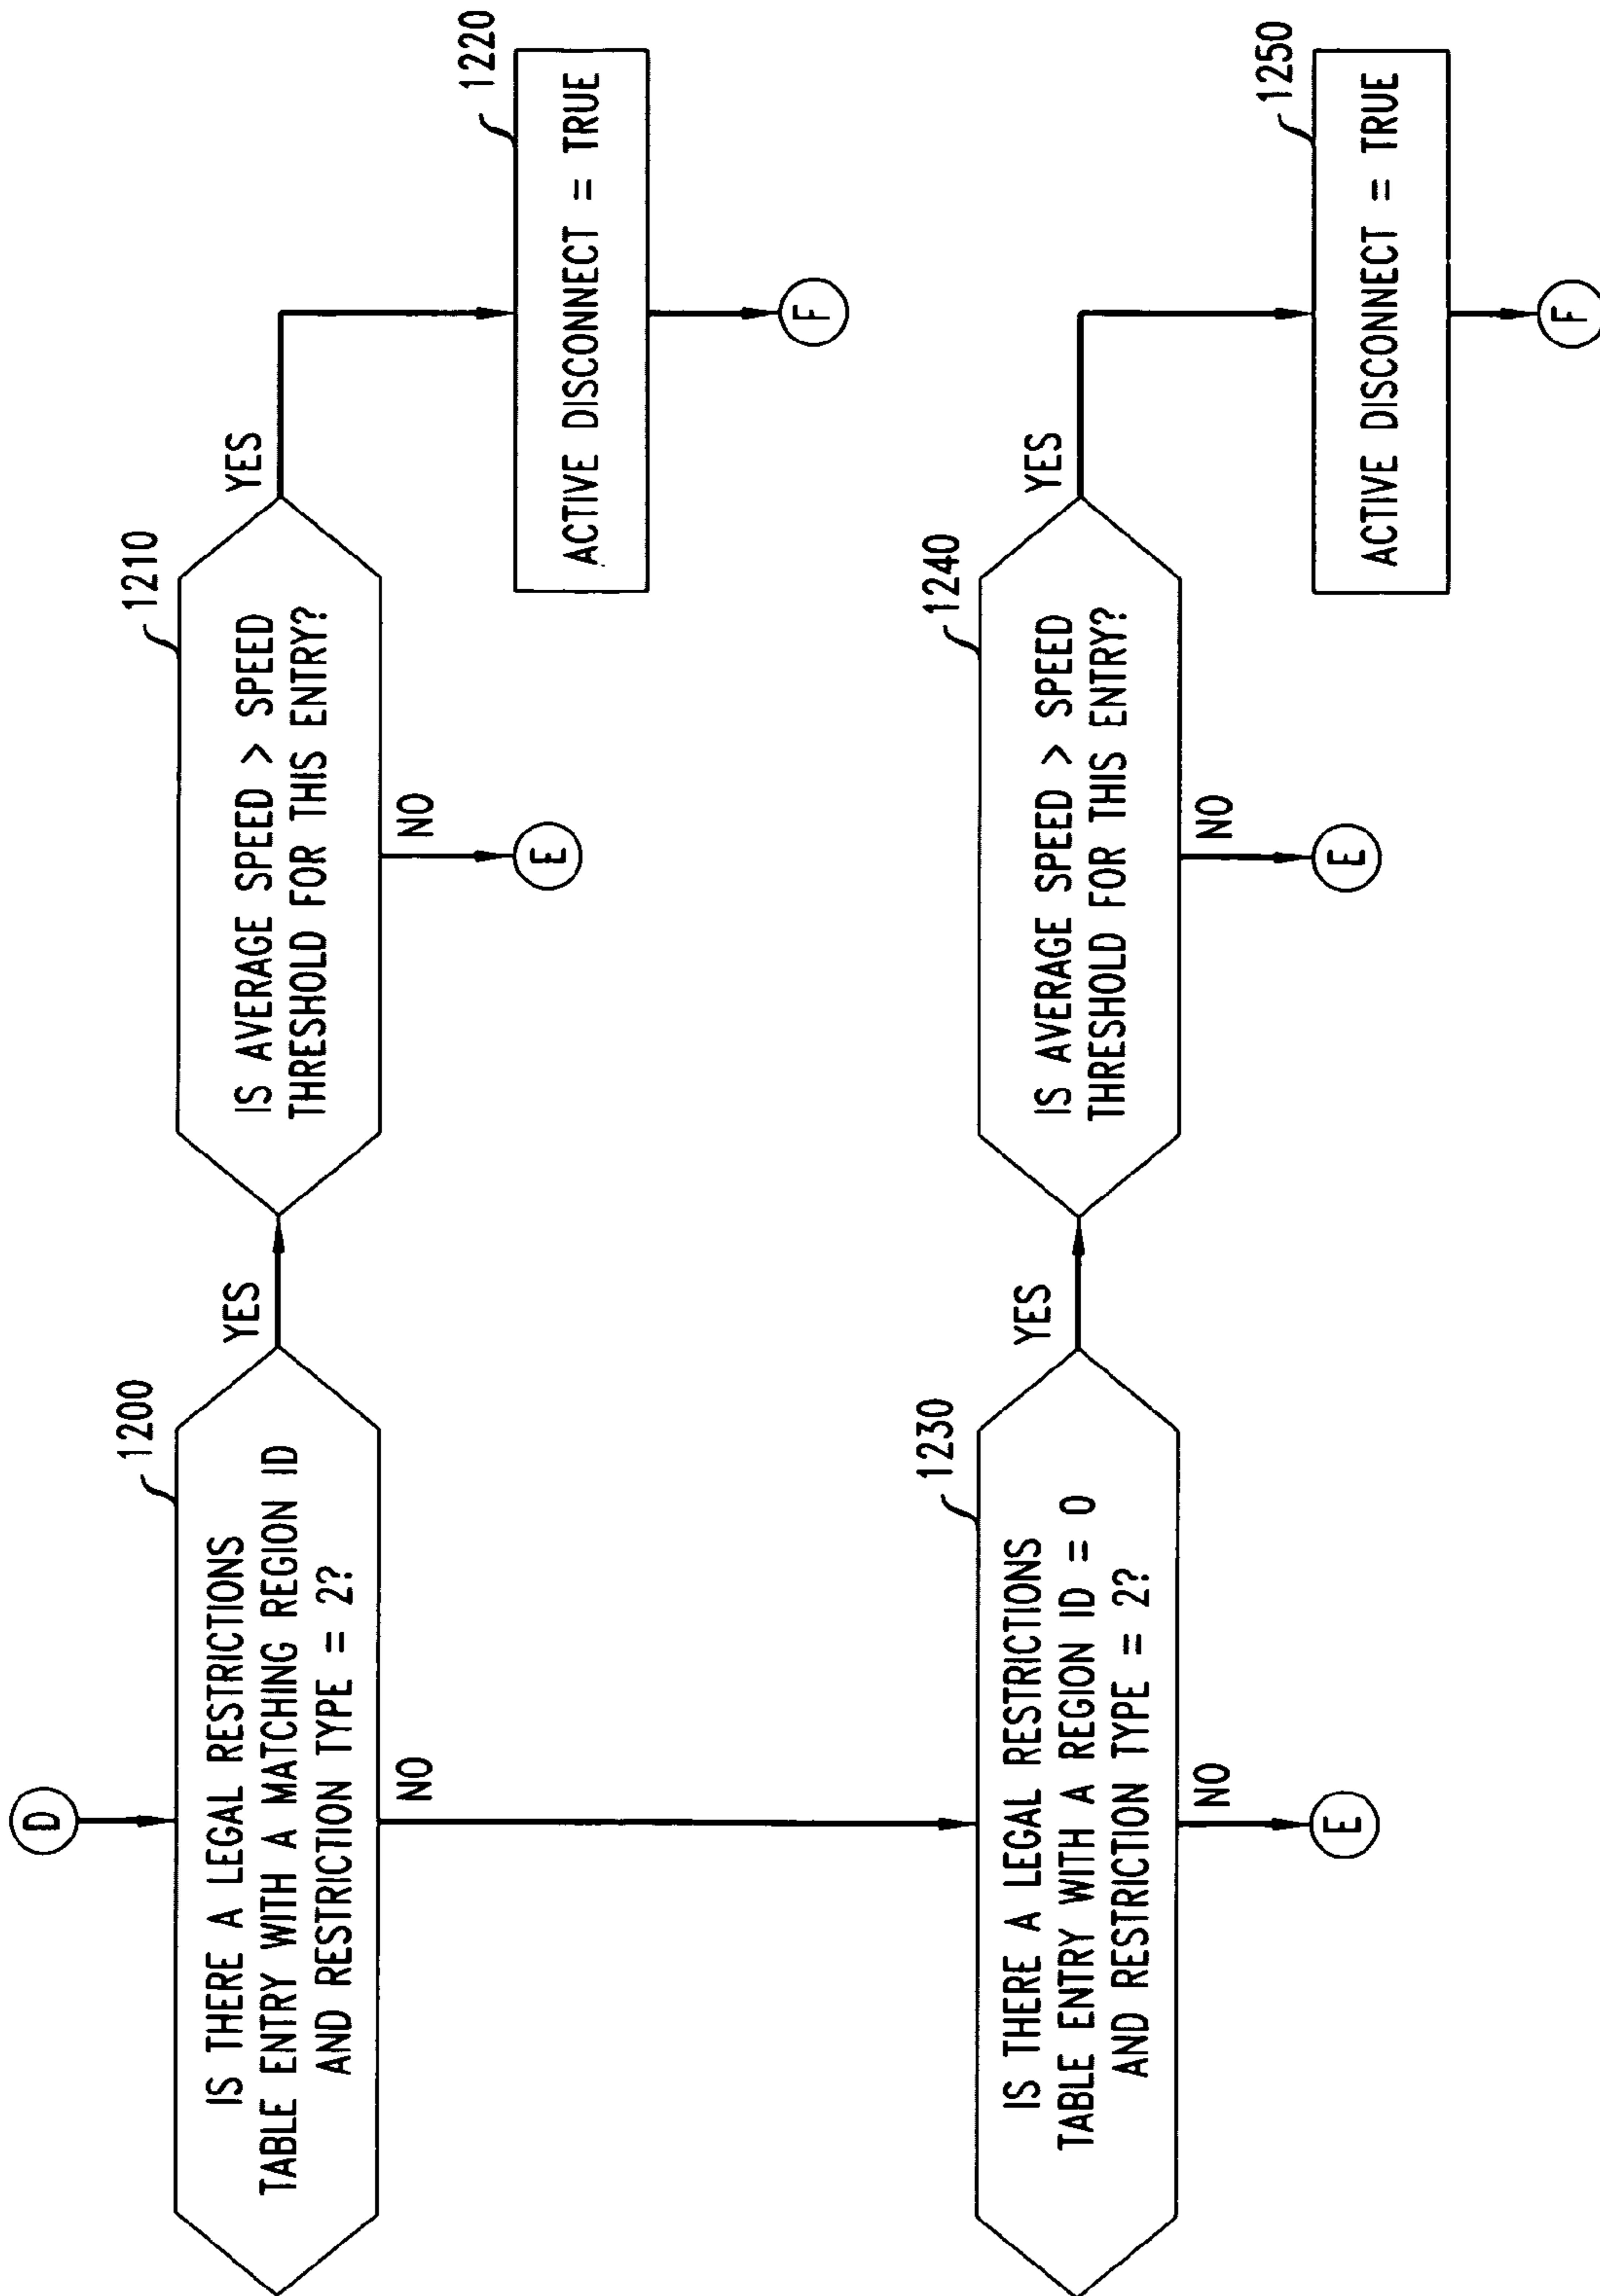 D
1200
IS THERE A LEGAL RESTRICTIONS
TABLE ENTRY WITH A MATCHING REGION ID
AND RESTRICTION TYPE = 2?
YES
NO
1210
IS AVERAGE SPEED > SPEED
THRESHOLD FOR THIS ENTRY?
YES
NO
E
1220
ACTIVE DISCONNECT = TRUE
F
1230
IS THERE A LEGAL RESTRICTIONS
TABLE ENTRY WITH A REGION ID = 0
AND RESTRICTION TYPE = 2?
YES
NO
E
1240
IS AVERAGE SPEED > SPEED
THRESHOLD FOR THIS ENTRY?
YES
NO
E
1250
ACTIVE DISCONNECT = TRUE
F